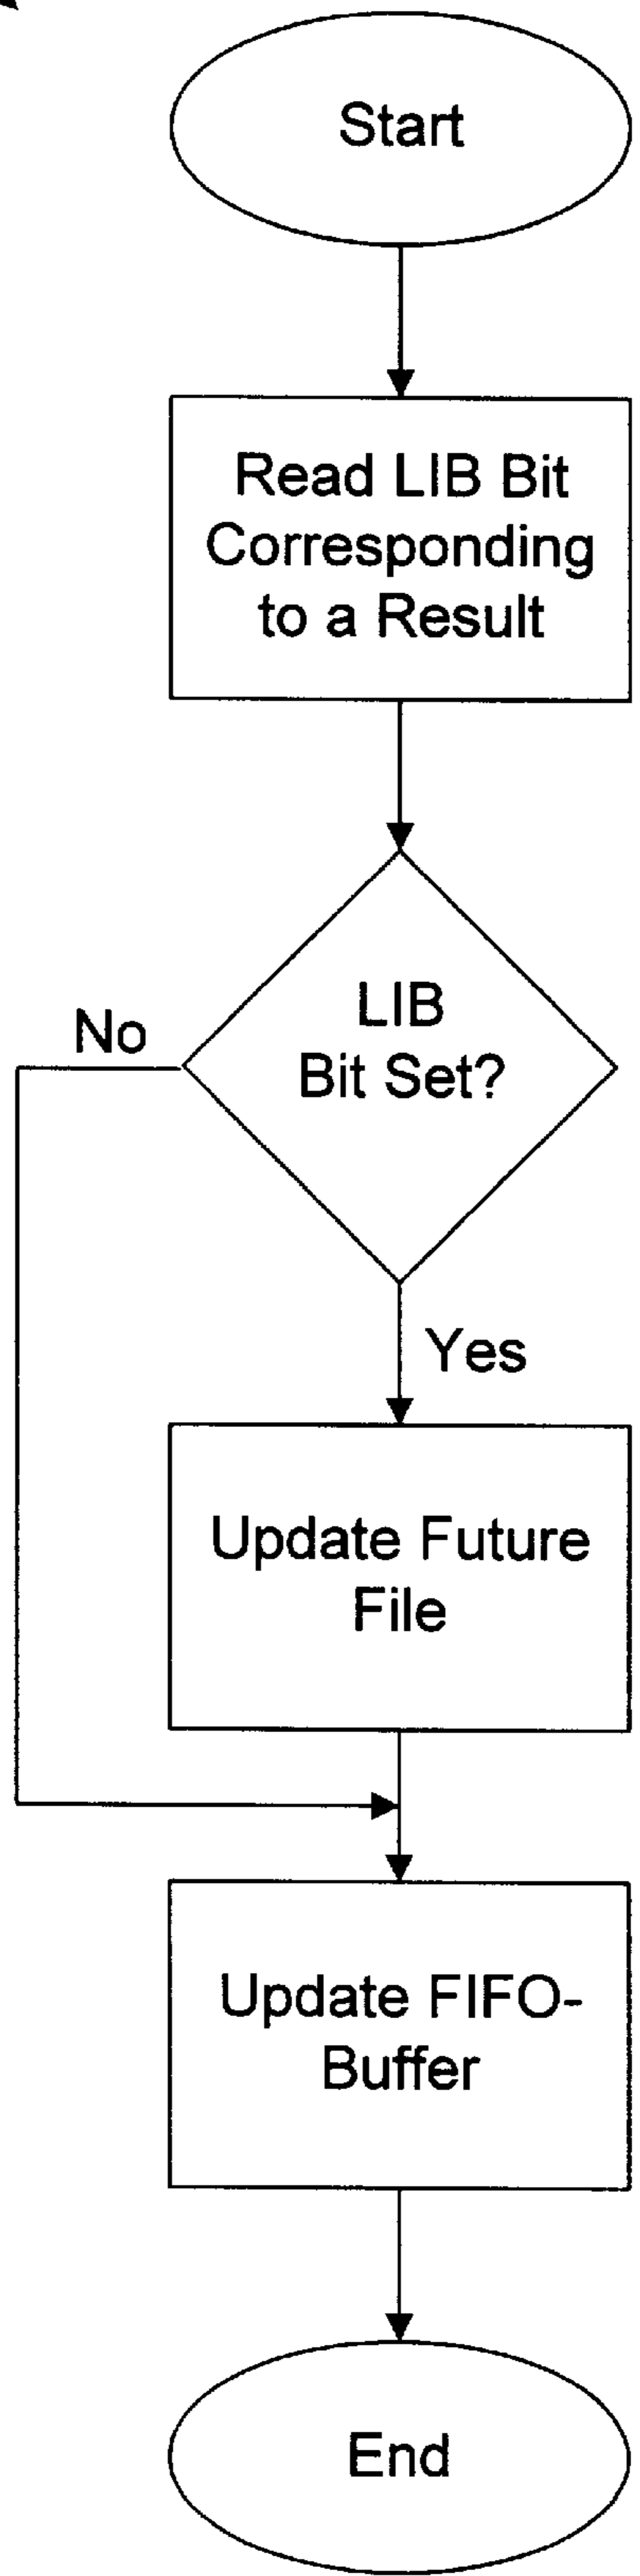 Start
Read LIB Bit
Corresponding
to a Result
LIB
Bit Set?
No
Yes
Update Future
File
Update FIFO-
Buffer
End